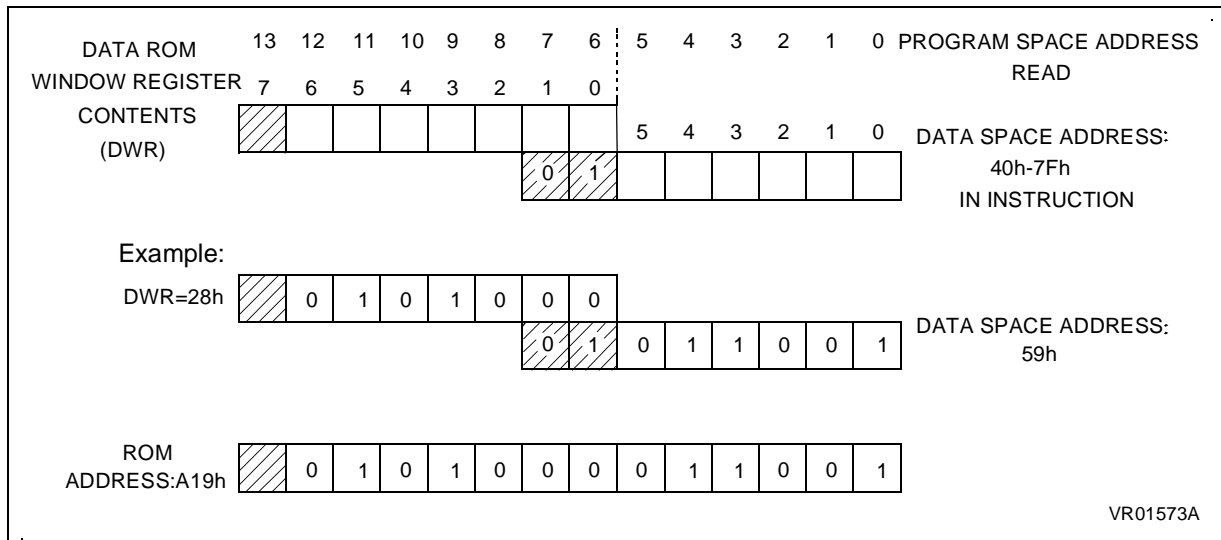 13 12 11 10 9 8 7 6 5 4 3 2 1 0 PROGRAM SPACE ADDRESS
READ
DATA ROM
WINDOW REGISTER 7 6 5 4 3 2 1 0
CONTENTS
(DWR)
5 4 3 2 1 0 DATA SPACE ADDRESS:
40h-7Fh
IN INSTRUCTION
0 1
Example:
DWR=28h 0 1 0 1 0 0 0
0 1 0 1 1 0 0 1 DATA SPACE ADDRESS:
59h
ROM
ADDRESS:A19h 0 1 0 1 0 0 0 0 1 1 0 0 1
VR01573A